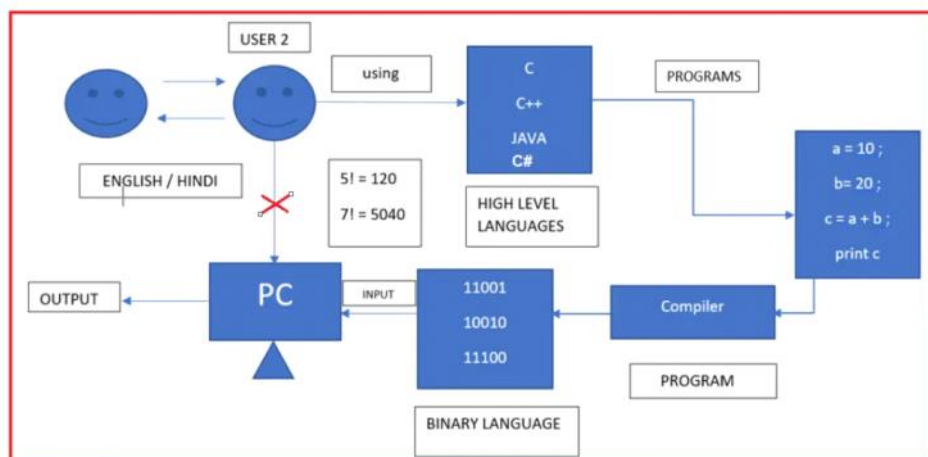 USER 2
using
C
C++
JAVA
C#
PROGRAMS
ENGLISH / HINDI
5! = 120
7! = 5040
HIGH LEVEL
LANGUAGES
a = 10 ;
b= 20 ;
c = a + b ;
print c
OUTPUT
PC
INPUT
11001
10010
11100
Compiler
PROGRAM
BINARY LANGUAGE